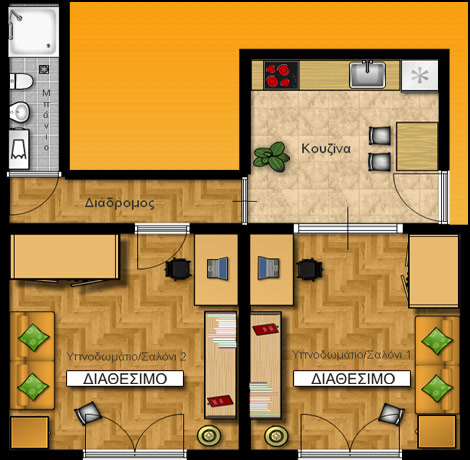 Μπάνιο
Κουζίνα
Διάδρομος
Υπνοδωμάτιο/Σαλόνι 2
ΔΙΑΘΕΣΙΜΟ
Υπνοδωμάτιο/Σαλόνι 1
ΔΙΑΘΕΣΙΜΟ